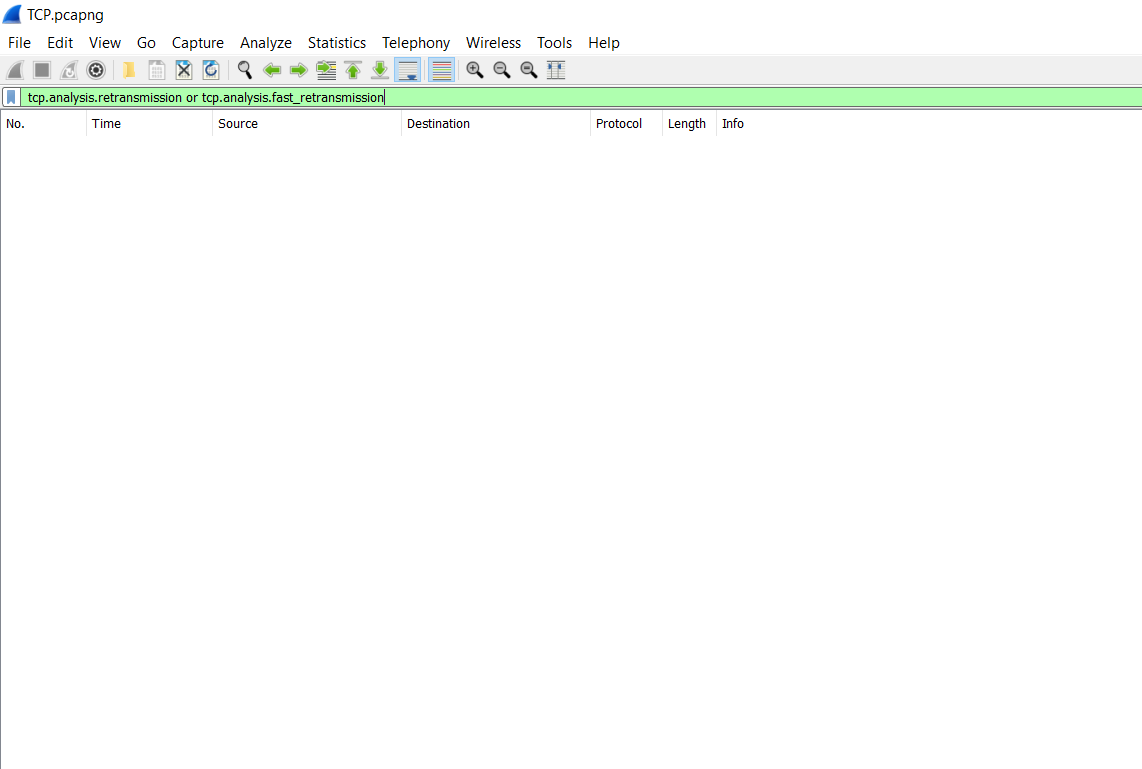 TCP.pcapng
File Edit View Go Capture Analyze Statistics Telephony Wireless Tools Help
tcp.analysis.retransmission or tcp.analysis.fast_retransmission
No. Time Source Destination Protocol Length Info